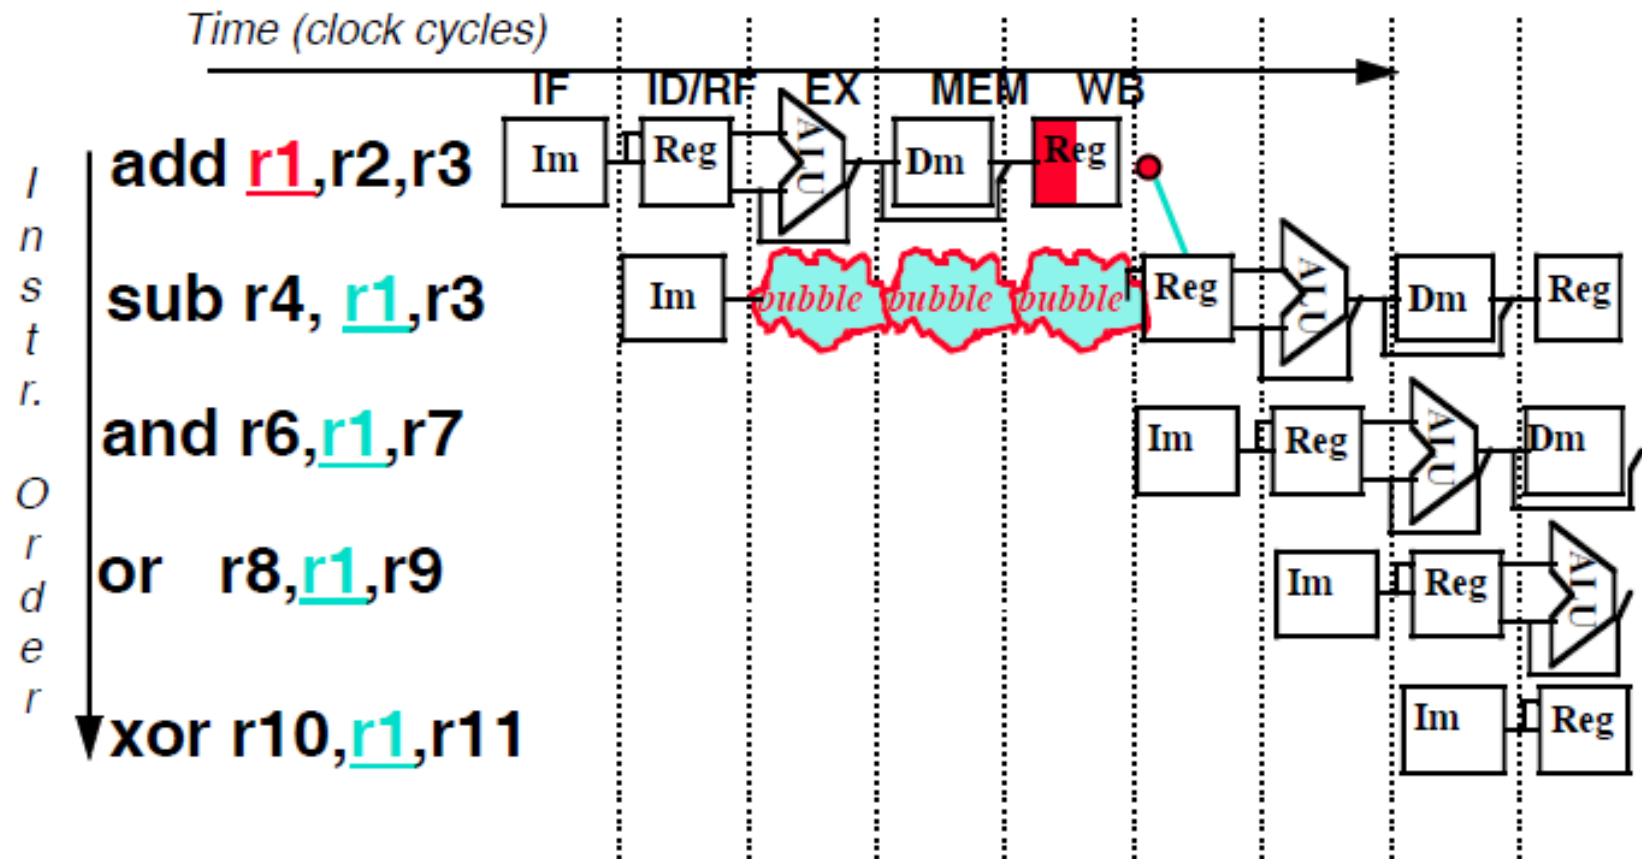 Time (clock cycles)
IF ID/RF EX MEM WB
Instr. Order
add r1,r2,r3
Im Reg ALU Dm Reg
sub r4, r1,r3
Im bubble bubble bubble Reg ALU Dm Reg
and r6,r1,r7
Im Reg ALU Dm
or r8,r1,r9
Im Reg ALU
xor r10,r1,r11
Im Reg